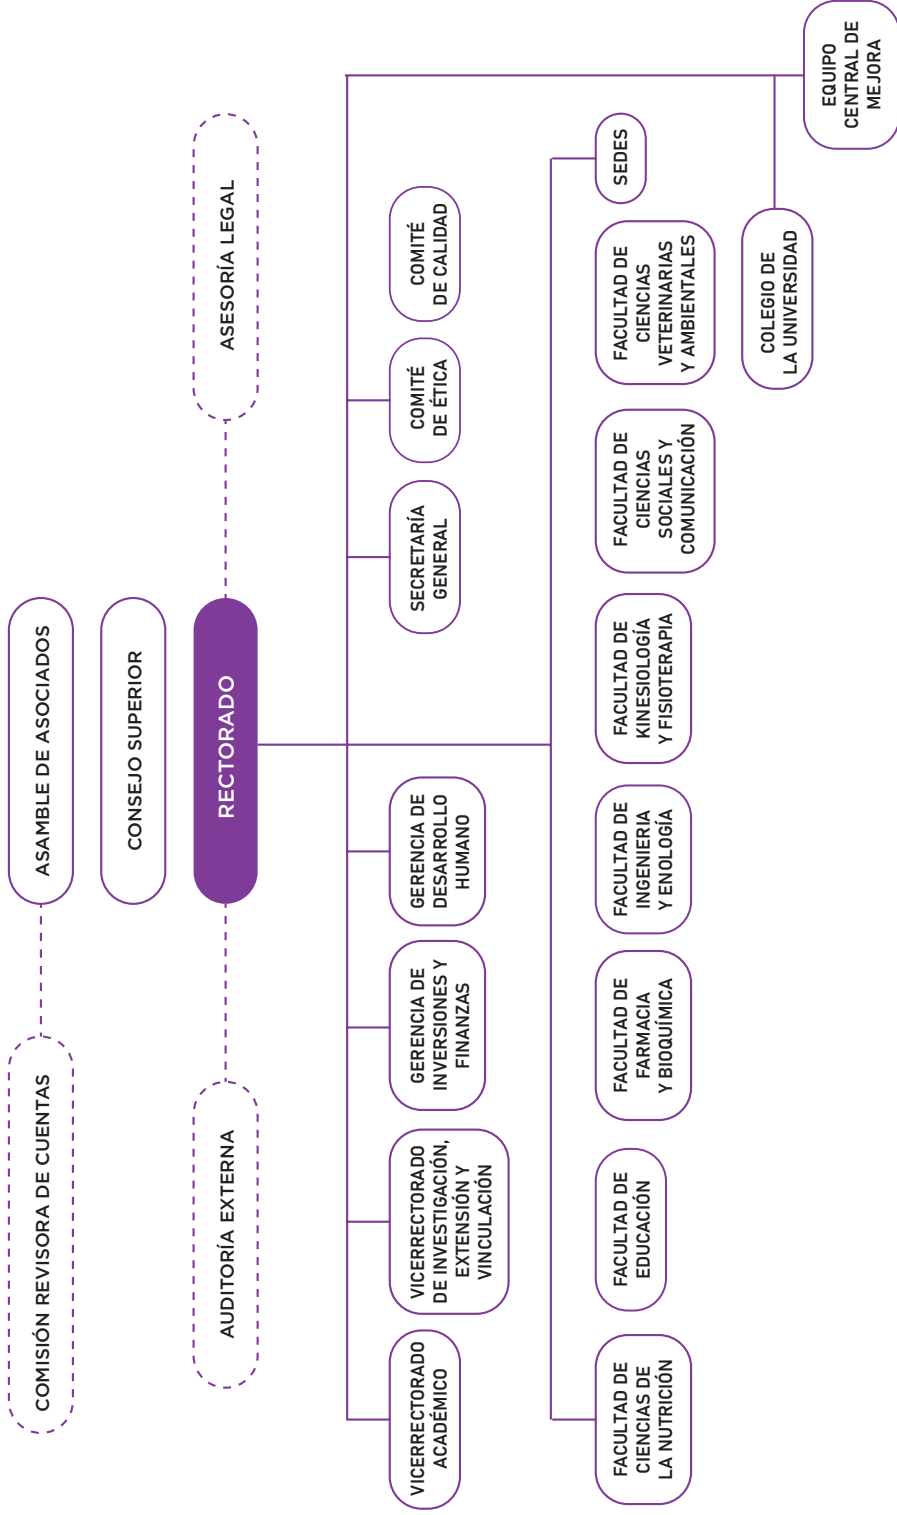 COMISIÓN REVISORA DE CUENTAS
ASAMBLE DE ASOCIADOS
CONSEJO SUPERIOR
AUDITORÍA EXTERNA
RECTORADO
ASESORÍA LEGAL
VICERRECTORADO
ACADÉMICO
VICERRECTORADO
DE INVESTIGACIÓN,
EXTENSIÓN Y
VINCULACIÓN
GERENCIA DE
INVERSIONES Y
FINANZAS
GERENCIA DE
DESARROLLO
HUMANO
SECRETARÍA
GENERAL
COMITÉ
DE ÉTICA
COMITÉ
DE CALIDAD
FACULTAD DE
CIENCIAS DE
LA NUTRICIÓN
FACULTAD DE
EDUCACIÓN
FACULTAD DE
FARMACIA
Y BIOQUÍMICA
FACULTAD DE
INGENIERIA
Y ENOLOGÍA
FACULTAD DE
KINESIOLOGÍA
Y FISIOTERAPIA
FACULTAD DE
CIENCIAS
SOCIALES Y
COMUNICACIÓN
FACULTAD DE
CIENCIAS
VETERINARIAS
Y AMBIENTALES
SEDES
COLEGIO DE
LA UNIVERSIDAD
EQUIPO
CENTRAL DE
MEJORA